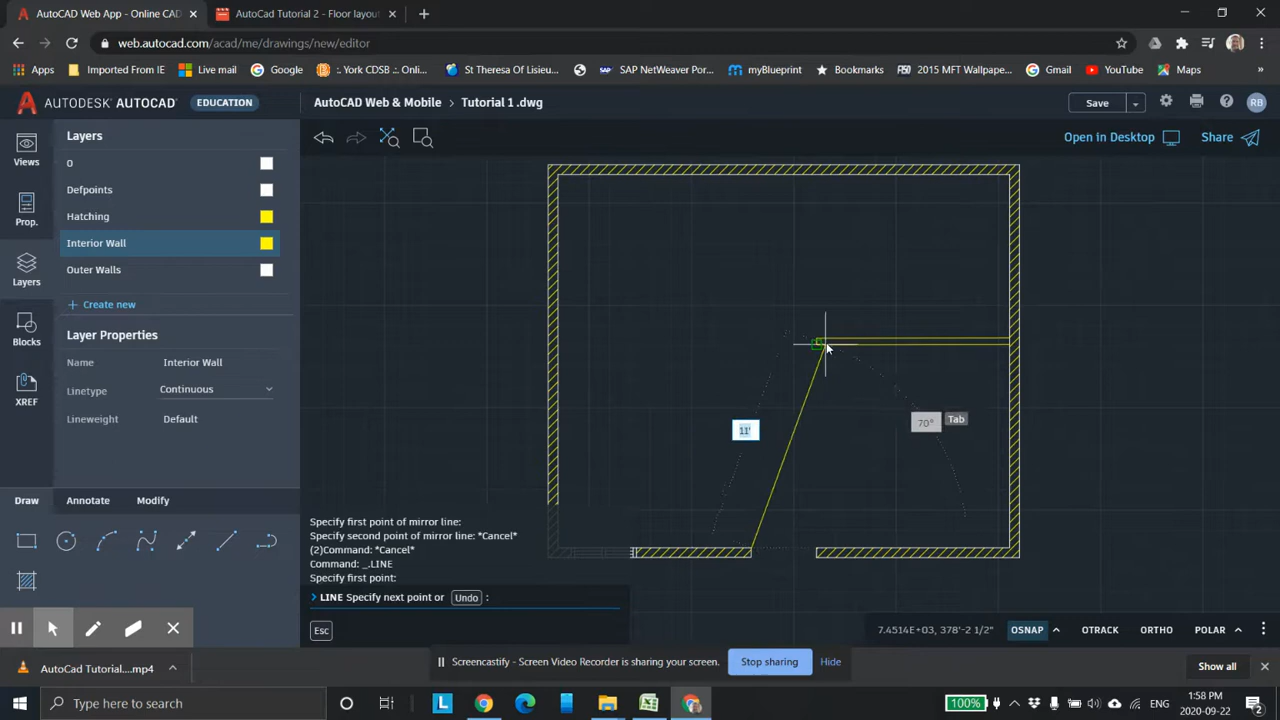 AutoCAD Web App - Online CAD
AutoCad Tutorial 2 - Floor layou
web.autocad.com/acad/me/drawings/new/editor
Apps
Imported From IE
Live mail
Google
: York CDSB .:. Onli...
St Theresa Of Lisieu...
SAP NetWeaver Por...
myBlueprint
Bookmarks
2015 MFT Wallpape...
Gmail
YouTube
Maps
AUTODESK® AUTOCAD®
EDUCATION
AutoCAD Web & Mobile > Tutorial 1 .dwg
Save
RB
Views
Prop.
Layers
Blocks
XREF
Layers
0
Defpoints
Hatching
Interior Wall
Outer Walls
+ Create new
Layer Properties
Name Interior Wall
Linetype Continuous
Lineweight Default
Open in Desktop
Share
11'
70°
Tab
Draw
Annotate
Modify
Specify first point of mirror line:
Specify second point of mirror line: *Cancel*
(2)Command: *Cancel*
Command: _.LINE
Specify first point:
> LINE Specify next point or Undo :
Esc
7.4514E+03, 378'-2 1/2"
OSNAP
OTRACK
ORTHO
POLAR
AutoCad Tutorial....mp4
Screencastify - Screen Video Recorder is sharing your screen.
Stop sharing
Hide
Show all
Type here to search
100%
ENG
1:58 PM
2020-09-22
2